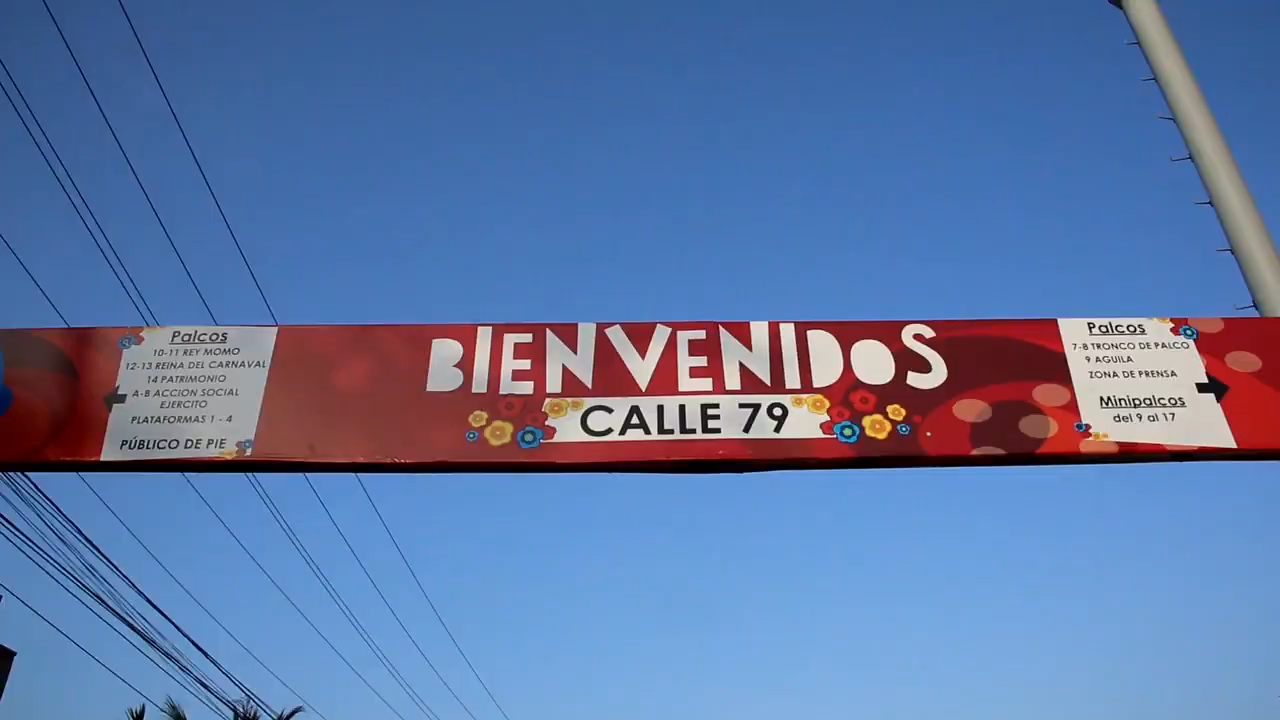 Palcos
10-11 REY MOMO
12-13 REINA DEL CARNAVAL
14 PATRIMONIO
A-B ACCION SOCIAL
EJERCITO
PLATAFORMAS 1 - 4
PÚBLICO DE PIE
BIENVENIDOS
CALLE 79
Palcos
7-8 TRONCO DE PALCO
9 AGUILA
ZONA DE PRENSA
Minipalcos
del 9 al 17